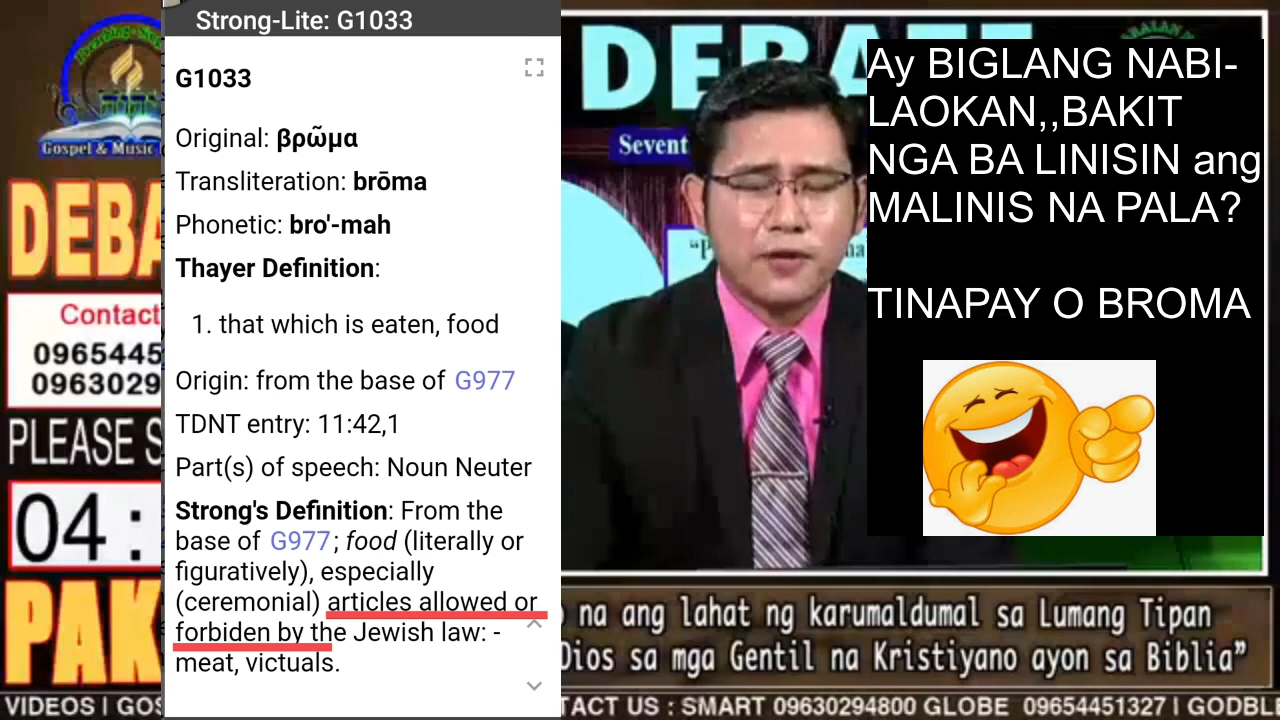 Strong-Lite: G1033
G1033
Original: βρῶμα
Transliteration: brōma
Phonetic: bro'-mah
Thayer Definition:
1. that which is eaten, food
Origin: from the base of G977
TDNT entry: 11:42,1
Part(s) of speech: Noun Neuter
Strong's Definition: From the
base of G977; food (literally or
figuratively), especially
(ceremonial) articles allowed or
forbiden by the Jewish law: -
meat, victuals.
Gospel & Music
DEBA
Contact
0965445
0963029
PLEASE S
04:
PAK
DEBA
Sevent
Ay BIGLANG NABI-
LAOKAN,,BAKIT
NGA BA LINISIN ang
MALINIS NA PALA?
TINAPAY O BROMA
na ang lahat ng karumaldumal sa Lumang Tipan
Dios sa mga Gentil na Kristiyano ayon sa Biblia”
VIDEOS | GOS
TACT US : SMART 09630294800 GLOBE 09654451327 | GODBLE